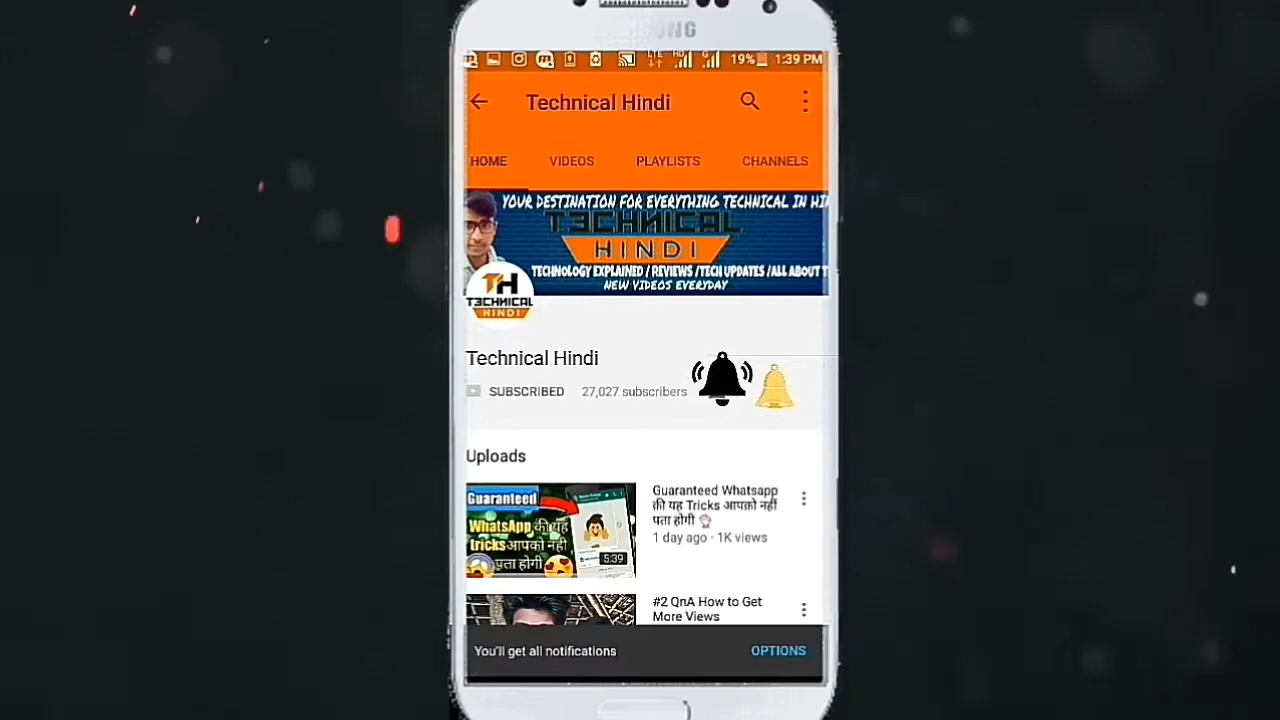 SAMSUNG
LTE HD G 19% 1:39 PM
Technical Hindi
HOME VIDEOS PLAYLISTS CHANNELS
YOUR DESTINATION FOR EVERYTHING TECHNICAL IN
TECHNICAL
HINDI
TECHNOLOGY EXPLAINED / REVIEWS /TECH UPDATES /ALL ABOUT
NEW VIDEOS EVERYDAY
TH
TECHNICAL
HINDI
Technical Hindi
SUBSCRIBED 27,027 subscribers
Uploads
Guaranteed
WhatsApp की यह
tricks आपको नही
पता होगी
5:39
Guaranteed Whatsapp
की यह Tricks आपको नहीं
पता होगी
1 day ago · 1K views
#2 QnA How to Get
More Views
You'll get all notifications OPTIONS